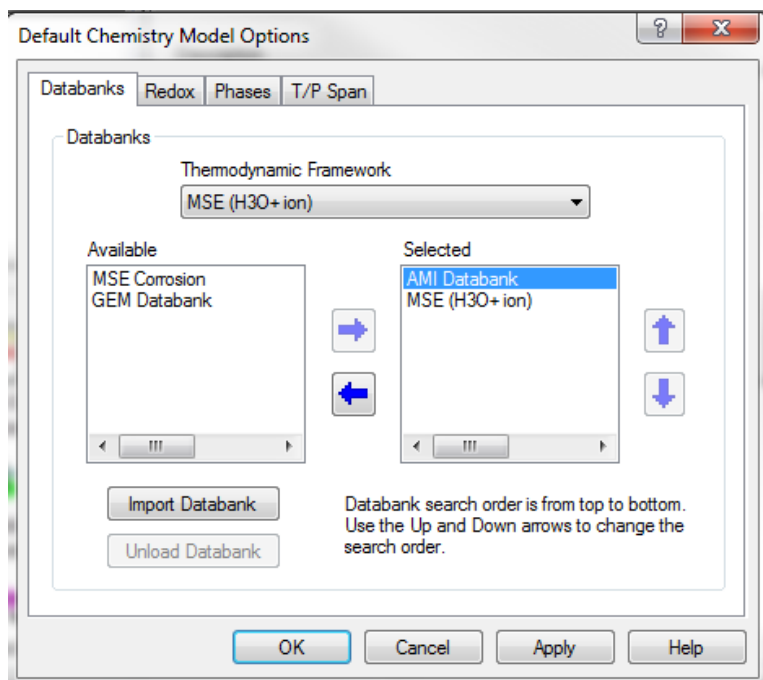 Default Chemistry Model Options
Databanks Redox Phases T/P Span
Databanks
Thermodynamic Framework
MSE (H3O+ ion)
Available
MSE Corrosion
GEM Databank
Selected
AMI Databank
MSE (H3O+ ion)
Import Databank
Unload Databank
Databank search order is from top to bottom.
Use the Up and Down arrows to change the
search order.
OK Cancel Apply Help